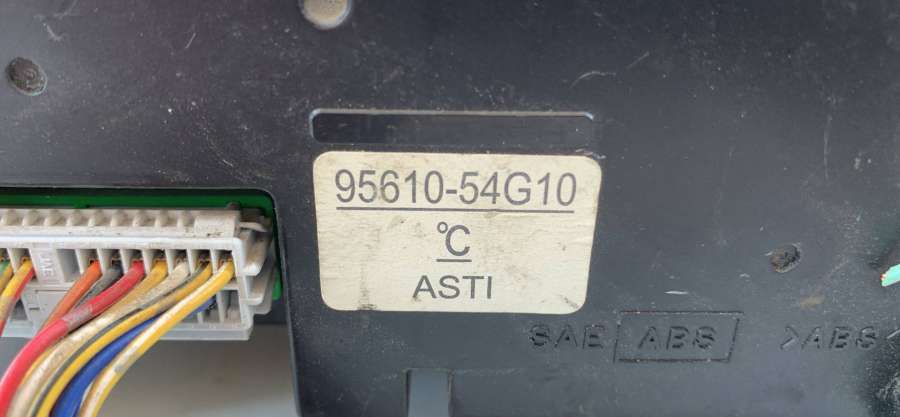 95610-54G10
℃
ASTI
SAE ABS >ABS<